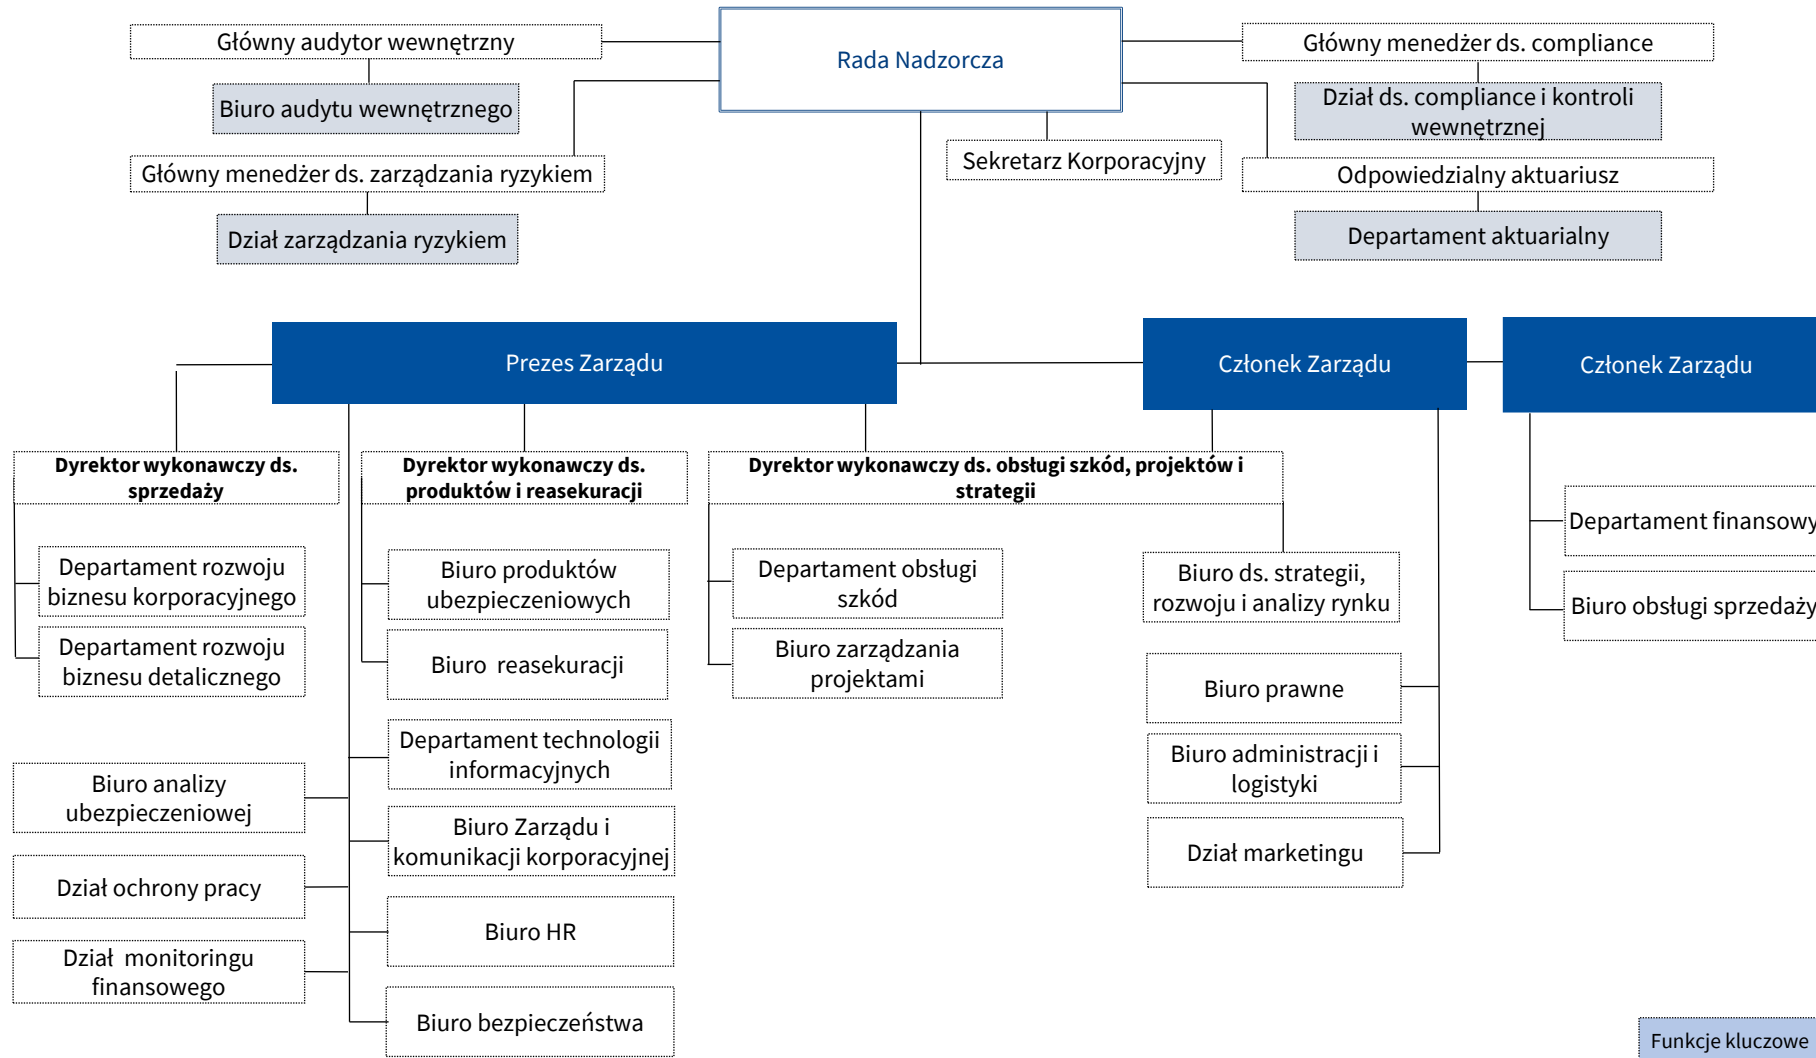 Główny audytor wewnętrzny
Rada Nadzorcza
Główny menedżer ds. compliance
Biuro audytu wewnętrznego
Dział ds. compliance i kontroli
wewnętrznej
Główny menedżer ds. zarządzania ryzykiem
Sekretarz Korporacyjny
Odpowiedzialny aktuariusz
Dział zarządzania ryzykiem
Departament aktuarialny
Prezes Zarządu
Członek Zarządu
Członek Zarządu
Dyrektor wykonawczy ds.
sprzedaży
Dyrektor wykonawczy ds.
produktów i reasekuracji
Dyrektor wykonawczy ds. obsługi szkód, projektów i
strategii
Departament rozwoju
biznesu korporacyjnego
Departament rozwoju
biznesu detalicznego
Biuro produktów
ubezpieczeniowych
Biuro  reasekuracji
Departament obsługi
szkód
Biuro zarządzania
projektami
Biuro ds. strategii,
rozwoju i analizy rynku
Departament finansowy
Biuro obsługi sprzedaży
Biuro prawne
Biuro administracji i
logistyki
Dział marketingu
Departament technologii
informacyjnych
Biuro analizy
ubezpieczeniowej
Biuro Zarządu i
komunikacji korporacyjnej
Dział ochrony pracy
Biuro HR
Dział  monitoringu
finansowego
Biuro bezpieczeństwa
Funkcje kluczowe